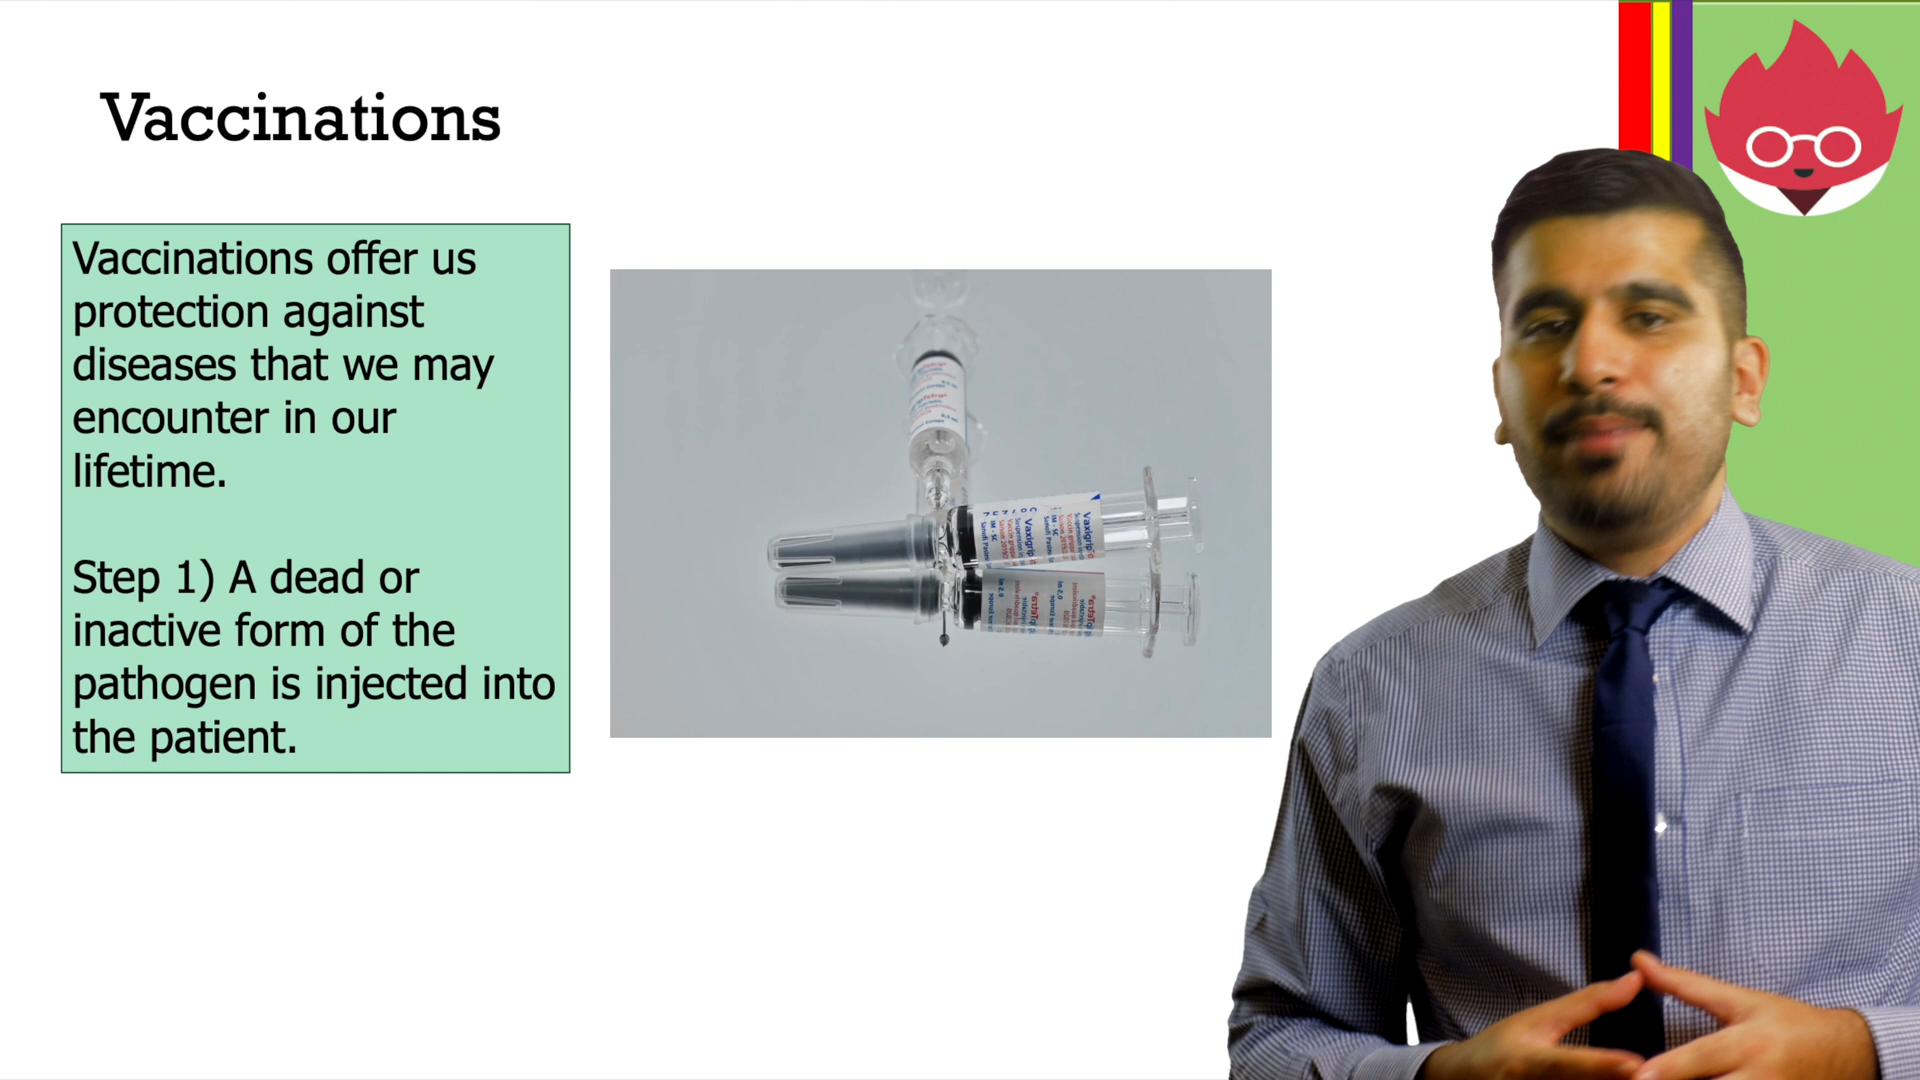 Vaccinations
Vaccinations offer us
protection against
diseases that we may
encounter in our
lifetime.
Step 1) A dead or
inactive form of the
pathogen is injected into
the patient.
Vaxigrip